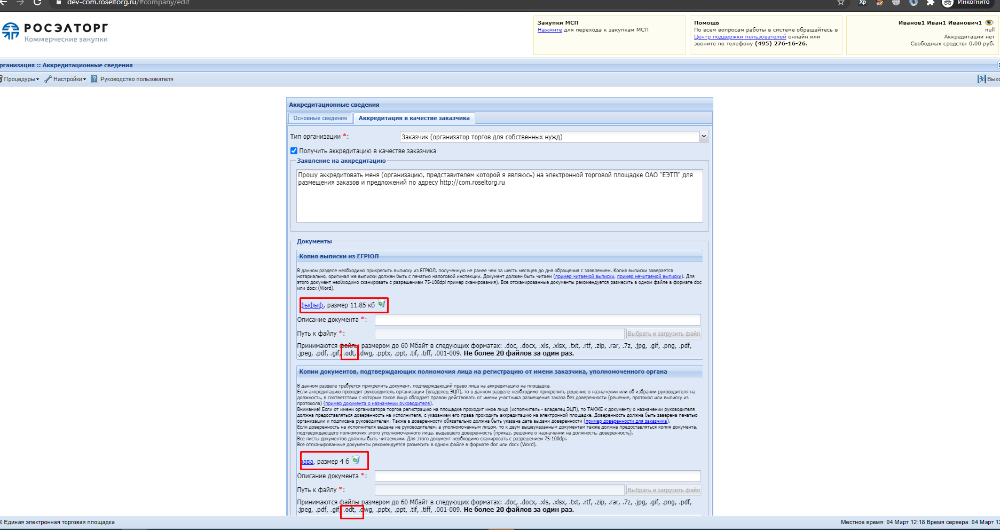 dev-com.roseltorg.ru/#company/edit
Инкогнито
РОСЭЛТОРГ
Коммерческие закупки
Закупки МСП
Нажмите для перехода к закупкам МСП
Помощь
По всем вопросам работы в системе обращайтесь в
Центр поддержки пользователей онлайн или
звоните по телефону (495) 276-16-26.
Иванов1 Иван1 Иванович1
null
Аккредитации нет
Свободных средств: 0,00 руб.
рганизация :: Аккредитационные сведения
Процедуры
Настройки
Руководство пользователя
Выхо
Аккредитационные сведения
Основные сведения
Аккредитация в качестве заказчика
Тип организации *:
Заказчик (организатор торгов для собственных нужд)
Получить аккредитацию в качестве заказчика
Заявление на аккредитацию
Прошу аккредитовать меня (организацию, представителем которой я являюсь) на электронной торговой площадке ОАО "ЕЭТП" для
размещения заказов и предложений по адресу http://com.roseltorg.ru
Документы
Копия выписки из ЕГРЮЛ
В данном разделе необходимо прикрепить выписку из ЕГРЮЛ, полученную не ранее чем за шесть месяцев до дня обращения с заявлением. Копия выписки заверяется
нотариально, оригинал же выписки должен быть с печатью налоговой инспекции. Документ должен быть читаем (пример читаемой выписки, пример нечитаемой выписки). Для
этого документ необходимо сканировать с разрешением 75-100dpi пример сканирования). Все отсканированные документы рекомендуется размесить в одном файле в формате doc
или docx (Word).
фыфыф, размер 11.85 кб
Описание документа *:
Путь к файлу *:
Выбрать и загрузить файл
Принимаются файлы размером до 60 Мбайт в следующих форматах: .doc, .docx, .xls, .xlsx, .txt, .rtf, .zip, .rar, .7z, .jpg, .gif, .png, .pdf,
.jpeg, .pdf, .gif, .odt, .dwg, .pptx, .ppt, .tif, .tiff, .001-009. Не более 20 файлов за один раз.
Копии документов, подтверждающих полномочия лица на регистрацию от имени заказчика, уполномоченного органа
В данном разделе требуется прикрепить документ, подтверждающий право лица на аккредитацию на площадке.
Если аккредитацию проходит руководитель организации (владелец ЭЦП), то в данном разделе необходимо прикрепить решение о назначении или об избрании руководителя на
должность, в соответствии с которым такое лицо обладает правом действовать от имени участника размещения заказа без доверенности (решение, протокол или выписку из
протокола) (пример документа о назначении руководителя).
Внимание! Если от имени организатора торгов регистрацию на площадке проходит иное лицо (исполнитель - владелец ЭЦП), то ТАКЖЕ к документу о назначении руководителя
должна предоставляться доверенность на исполнителя, с указанием его права проходить аккредитацию на электронной площадке. Доверенность должна быть заверена печатью
организации и подписана руководителем. Также в доверенности обязательно должна быть указана дата выдачи доверенности (пример доверенности для заказчика).
Если доверенность на исполнителя выдана не руководителем, а уполномоченным лицом, то к двум вышеуказанным документам также должна предоставляться копия документа,
подтверждающего полномочия этого уполномоченного лица, выдавшего доверенность (приказ, решение о назначении на должность, доверенность).
Все листы документов должны быть читаемыми. Для этого документ необходимо сканировать с разрешением 75-100dpi.
Все отсканированные документы рекомендуется размесить в одном файле в формате doc или docx (Word).
вава, размер 4 б
Описание документа *:
Путь к файлу *:
Выбрать и загрузить файл
Принимаются файлы размером до 60 Мбайт в следующих форматах: .doc, .docx, .xls, .xlsx, .txt, .rtf, .zip, .rar, .7z, .jpg, .gif, .png, .pdf,
.jpeg, .pdf, .gif, .odt, .dwg, .pptx, .ppt, .tif, .tiff, .001-009. Не более 20 файлов за один раз.
© Единая электронная торговая площадка
Местное время: 04 Март 12:18 Время сервера: 04 Март 12